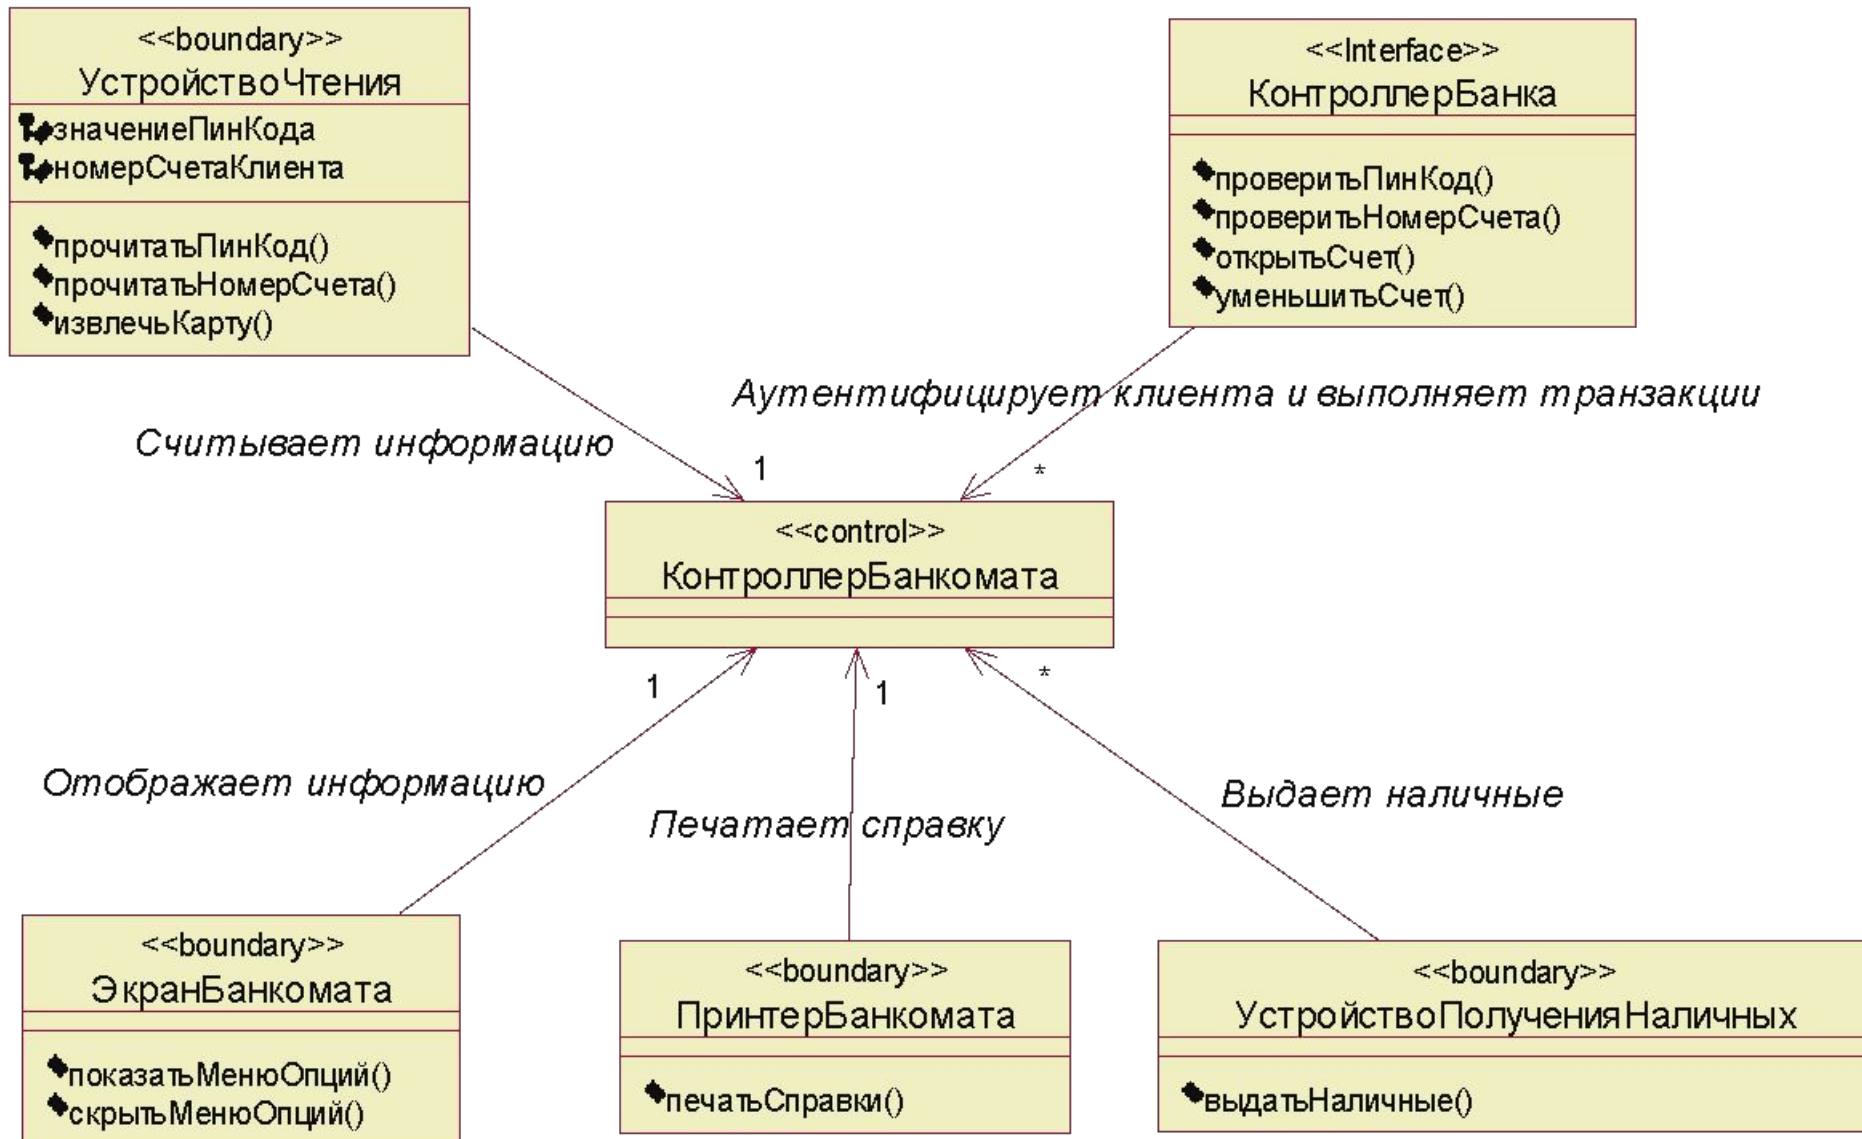 <<boundary>>
УстройствоЧтения
значениеПинКода
номерСчетаКлиента
прочитатьПинКод()
прочитатьНомерСчета()
извлечьКарту()
<<Interface>>
КонтроллерБанка
проверитьПинКод()
проверитьНомерСчета()
открытьСчет()
уменьшитьСчет()
Аутентифицирует клиента и выполняет транзакции
Считывает информацию
1
*
<<control>>
КонтроллерБанкомата
1
1
*
Отображает информацию
Печатает справку
Выдает наличные
<<boundary>>
ЭкранБанкомата
показатьМенюОпций()
скрытьМенюОпций()
<<boundary>>
ПринтерБанкомата
печатьСправки()
<<boundary>>
УстройствоПолученияНаличных
выдатьНаличные()